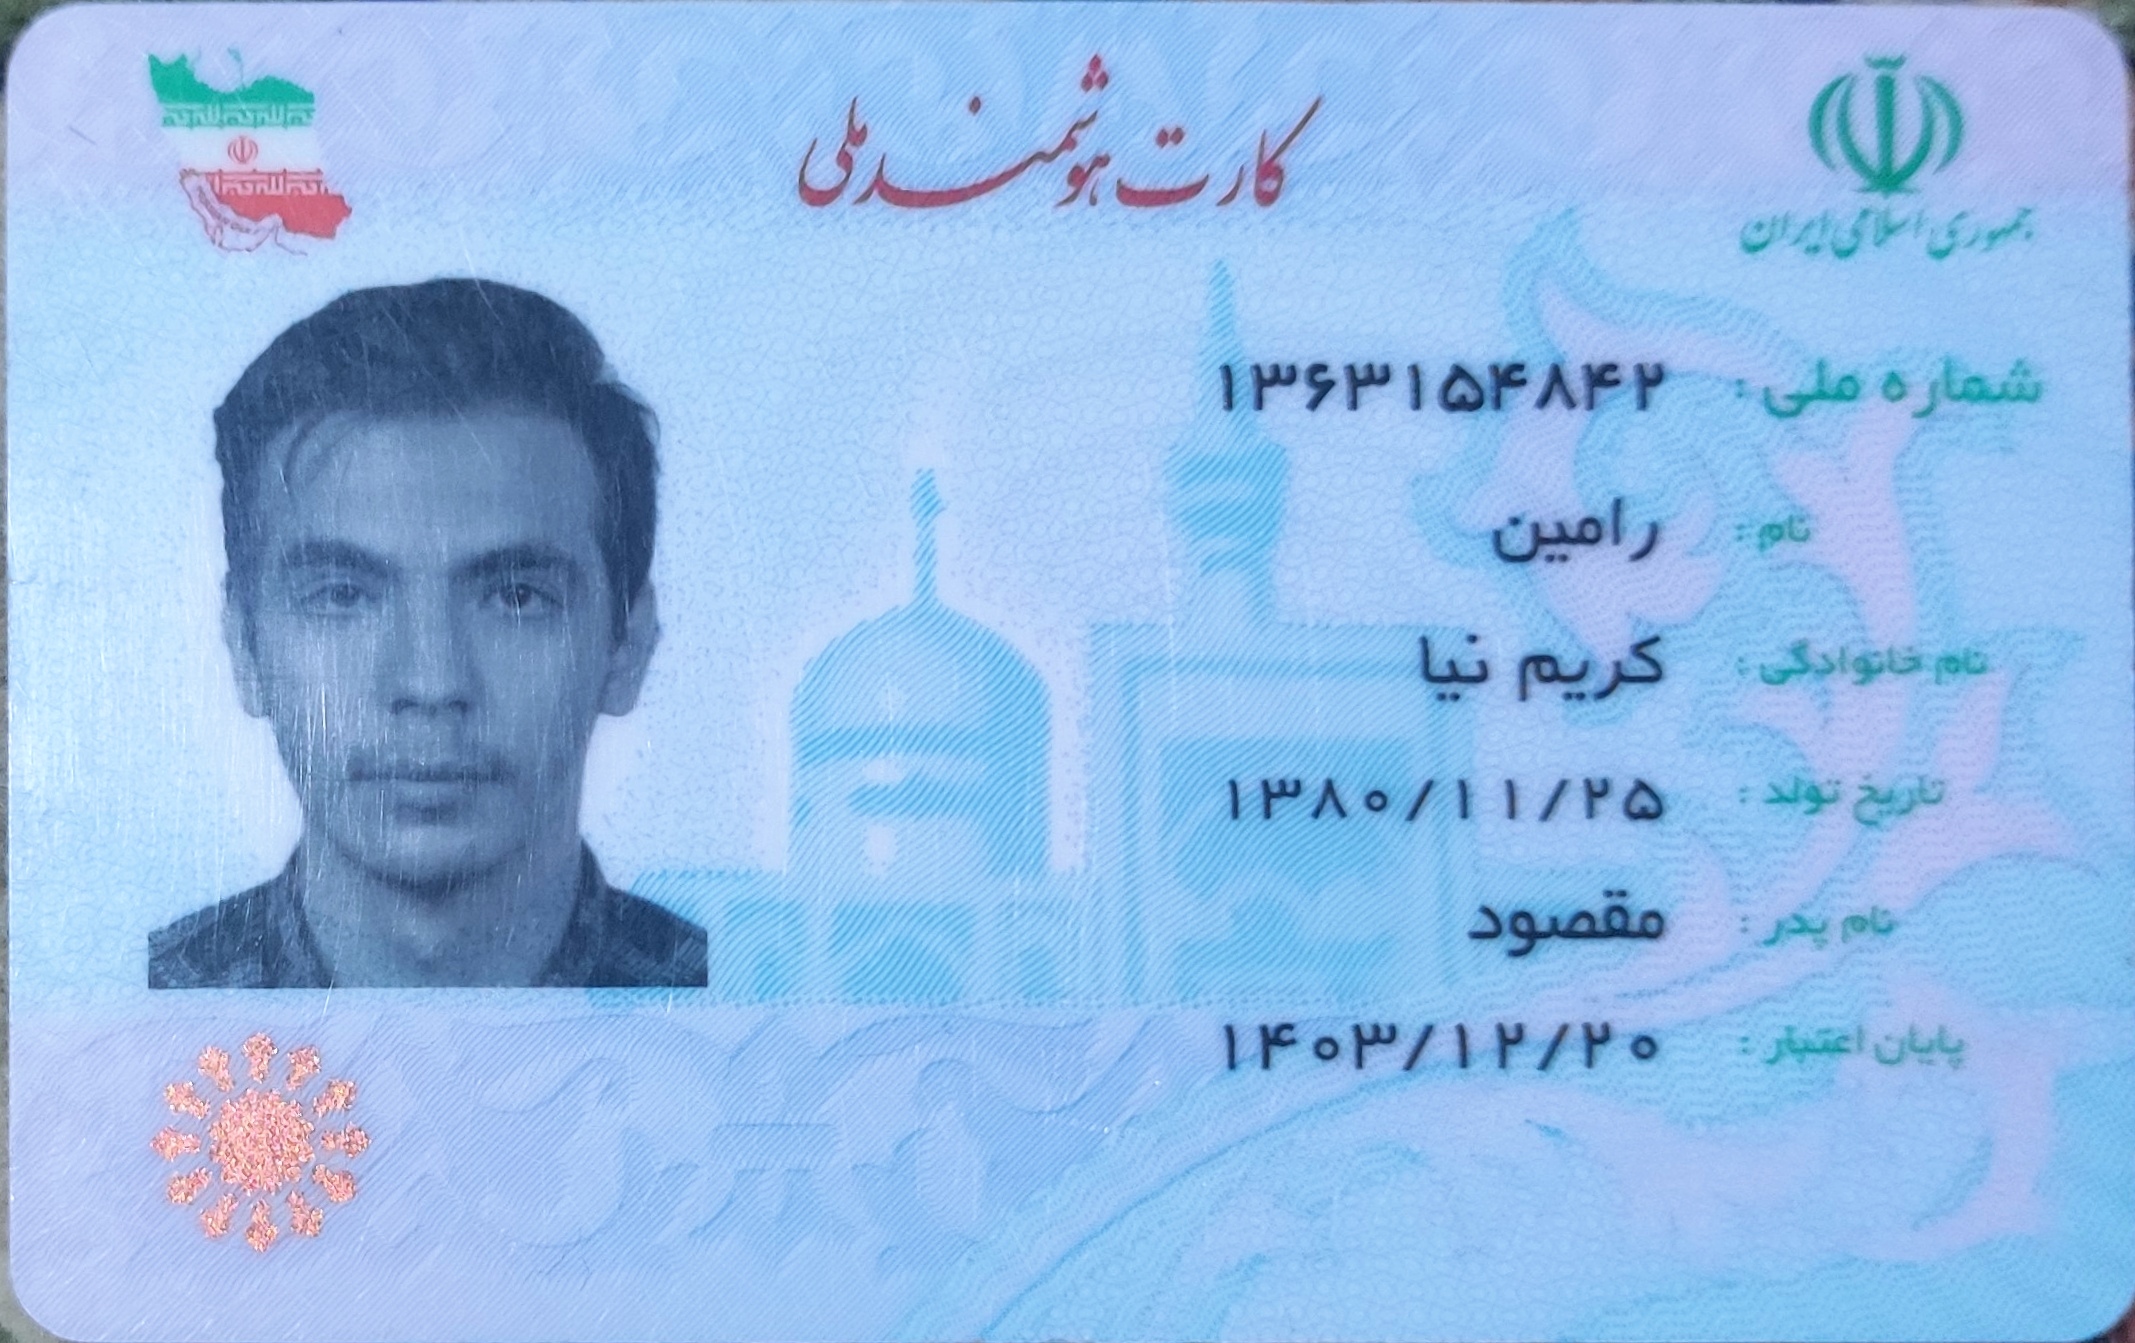 کارت هوشمند ملی
جمهوری اسلامی ایران
شماره ملی : ۱۳۶۳۱۵۴۸۴۲
نام : رامین
نام خانوادگی : کریم نیا
تاریخ تولد : ۱۳۸۰/۱۱/۲۵
نام پدر : مقصود
پایان اعتبار : ۱۴۰۳/۱۲/۲۰